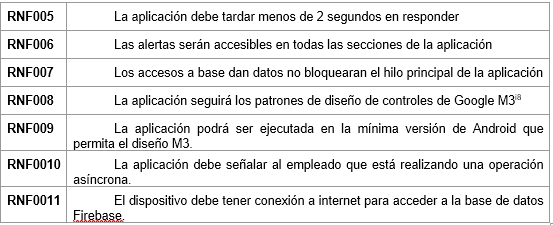 RNF005 La aplicación debe tardar menos de 2 segundos en responder
RNF006 Las alertas serán accesibles en todas las secciones de la aplicación
RNF007 Los accesos a base dan datos no bloquearan el hilo principal de la aplicación
RNF008 La aplicación seguirá los patrones de diseño de controles de Google M3i8
RNF009 La aplicación podrá ser ejecutada en la mínima versión de Android que
permita el diseño M3.
RNF0010 La aplicación debe señalar al empleado que está realizando una operación
asíncrona.
RNF0011 El dispositivo debe tener conexión a internet para acceder a la base de datos
Firebase.